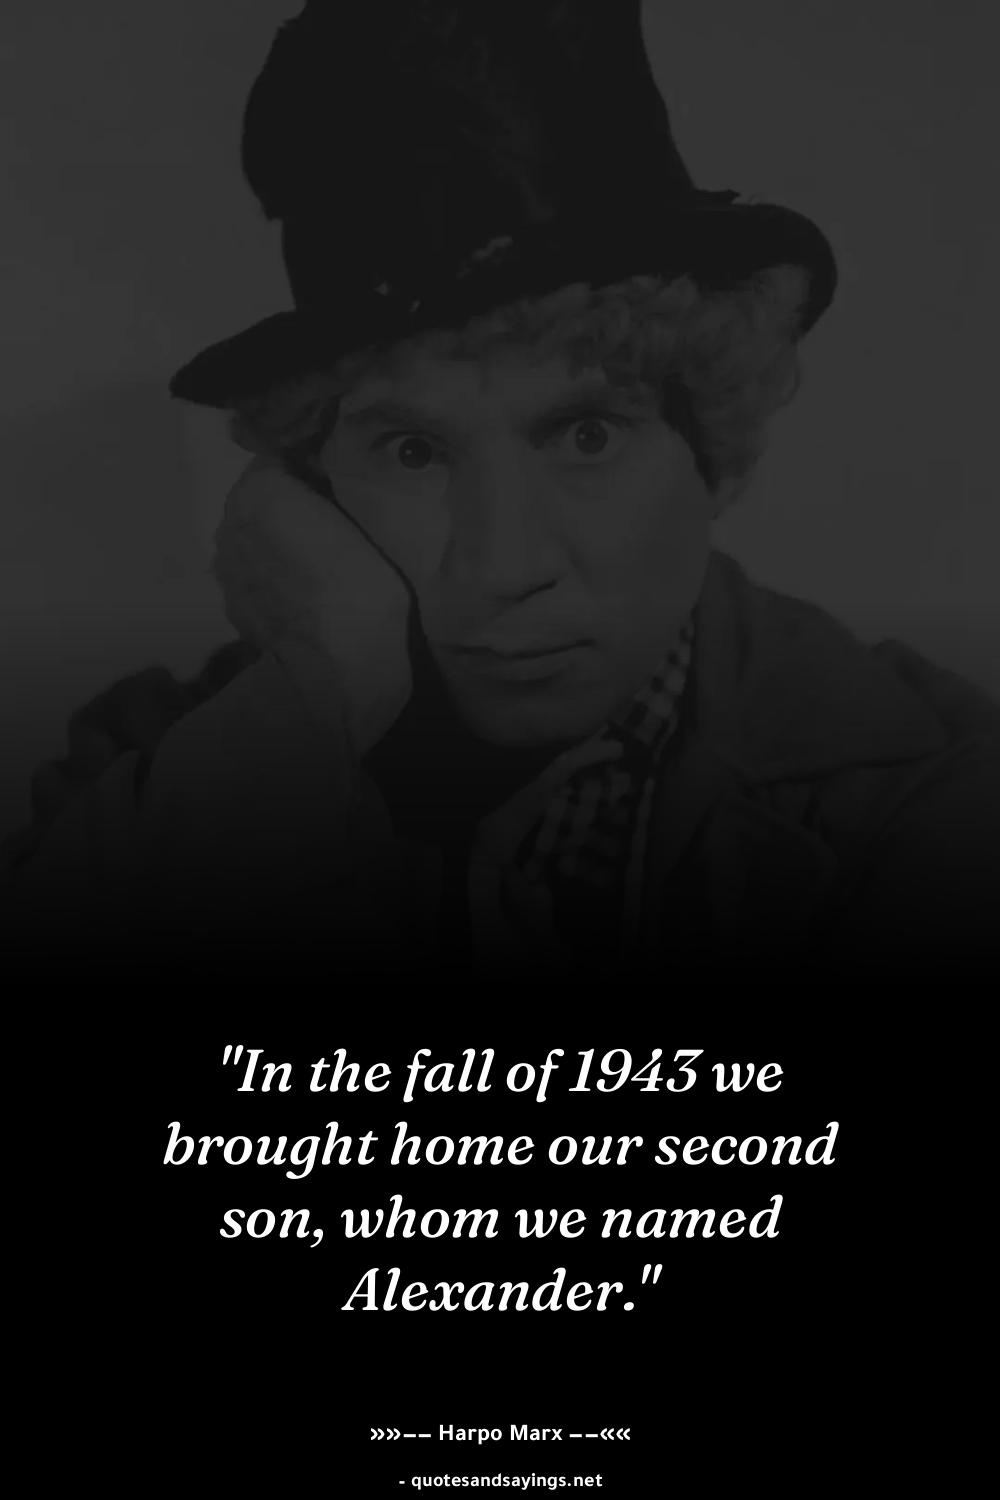 "In the fall of 1943 we
brought home our second
son, whom we named
Alexander."
»»–– Harpo Marx ––««
- quotesandsayings.net